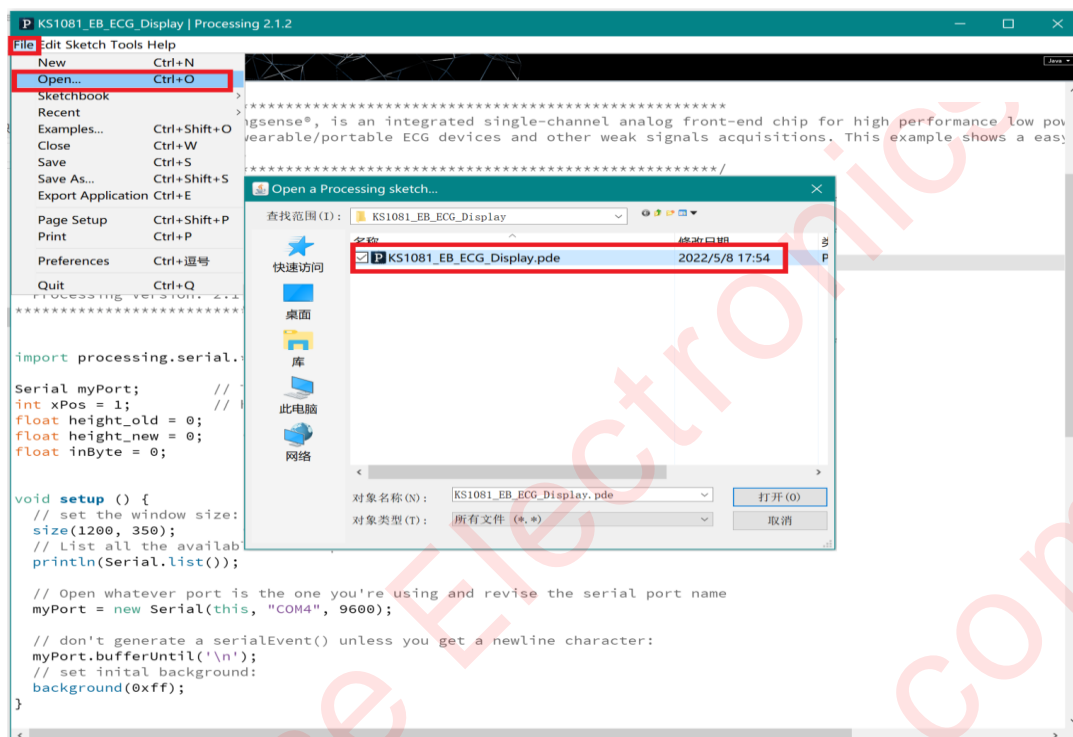 KS1081_EB_ECG_Display | Processing 2.1.2
File Edit Sketch Tools Help
New Ctrl+N
Open... Ctrl+O
Sketchbook
Recent
Examples... Ctrl+Shift+O
Close Ctrl+W
Save Ctrl+S
Save As... Ctrl+Shift+S
Export Application Ctrl+E
Page Setup Ctrl+Shift+P
Print Ctrl+P
Preferences Ctrl+逗号
Quit Ctrl+Q
Java
ngsense®, is an integrated single-channel analog front-end chip for high performance low pow
wearable/portable ECG devices and other weak signals acquisitions. This example shows a easy
*****************************************************/
Open a Processing sketch...
查找范围(I): KS1081_EB_ECG_Display
名称 修改日期
KS1081_EB_ECG_Display.pde 2022/5/8 17:54 P
快速访问
桌面
库
此电脑
网络
对象名称(N): KS1081_EB_ECG_Display.pde 打开(O)
对象类型(T): 所有文件 (*.*) 取消
Processing version: 2.1
import processing.serial.
Serial myPort; //
int xPos = 1; //
float height_old = 0;
float height_new = 0;
float inByte = 0;
void setup () {
// set the window size:
size(1200, 350);
// List all the availab
println(Serial.list());
// Open whatever port is the one you're using and revise the serial port name
myPort = new Serial(this, "COM4", 9600);
// don't generate a serialEvent() unless you get a newline character:
myPort.bufferUntil('\n');
// set inital background:
background(0xff);
}
e Electronics
com